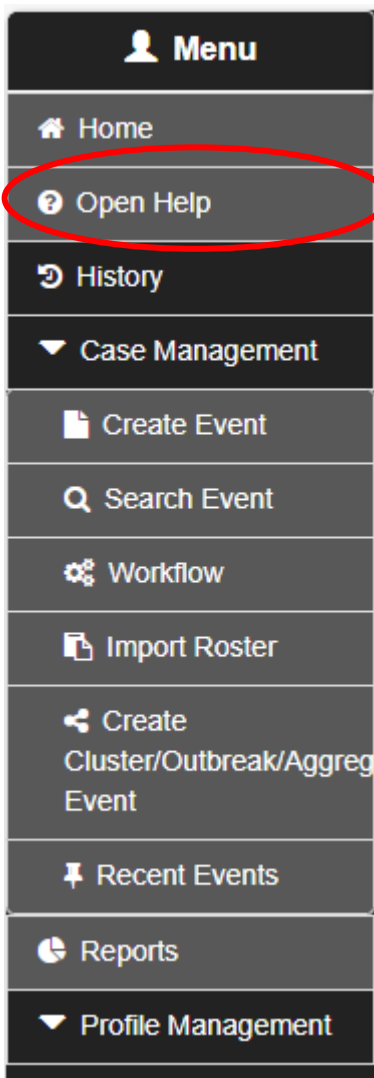 Menu
Home
Open Help
History
Case Management
Create Event
Search Event
Workflow
Import Roster
Create
Cluster/Outbreak/Aggreg
Event
Recent Events
Reports
Profile Management